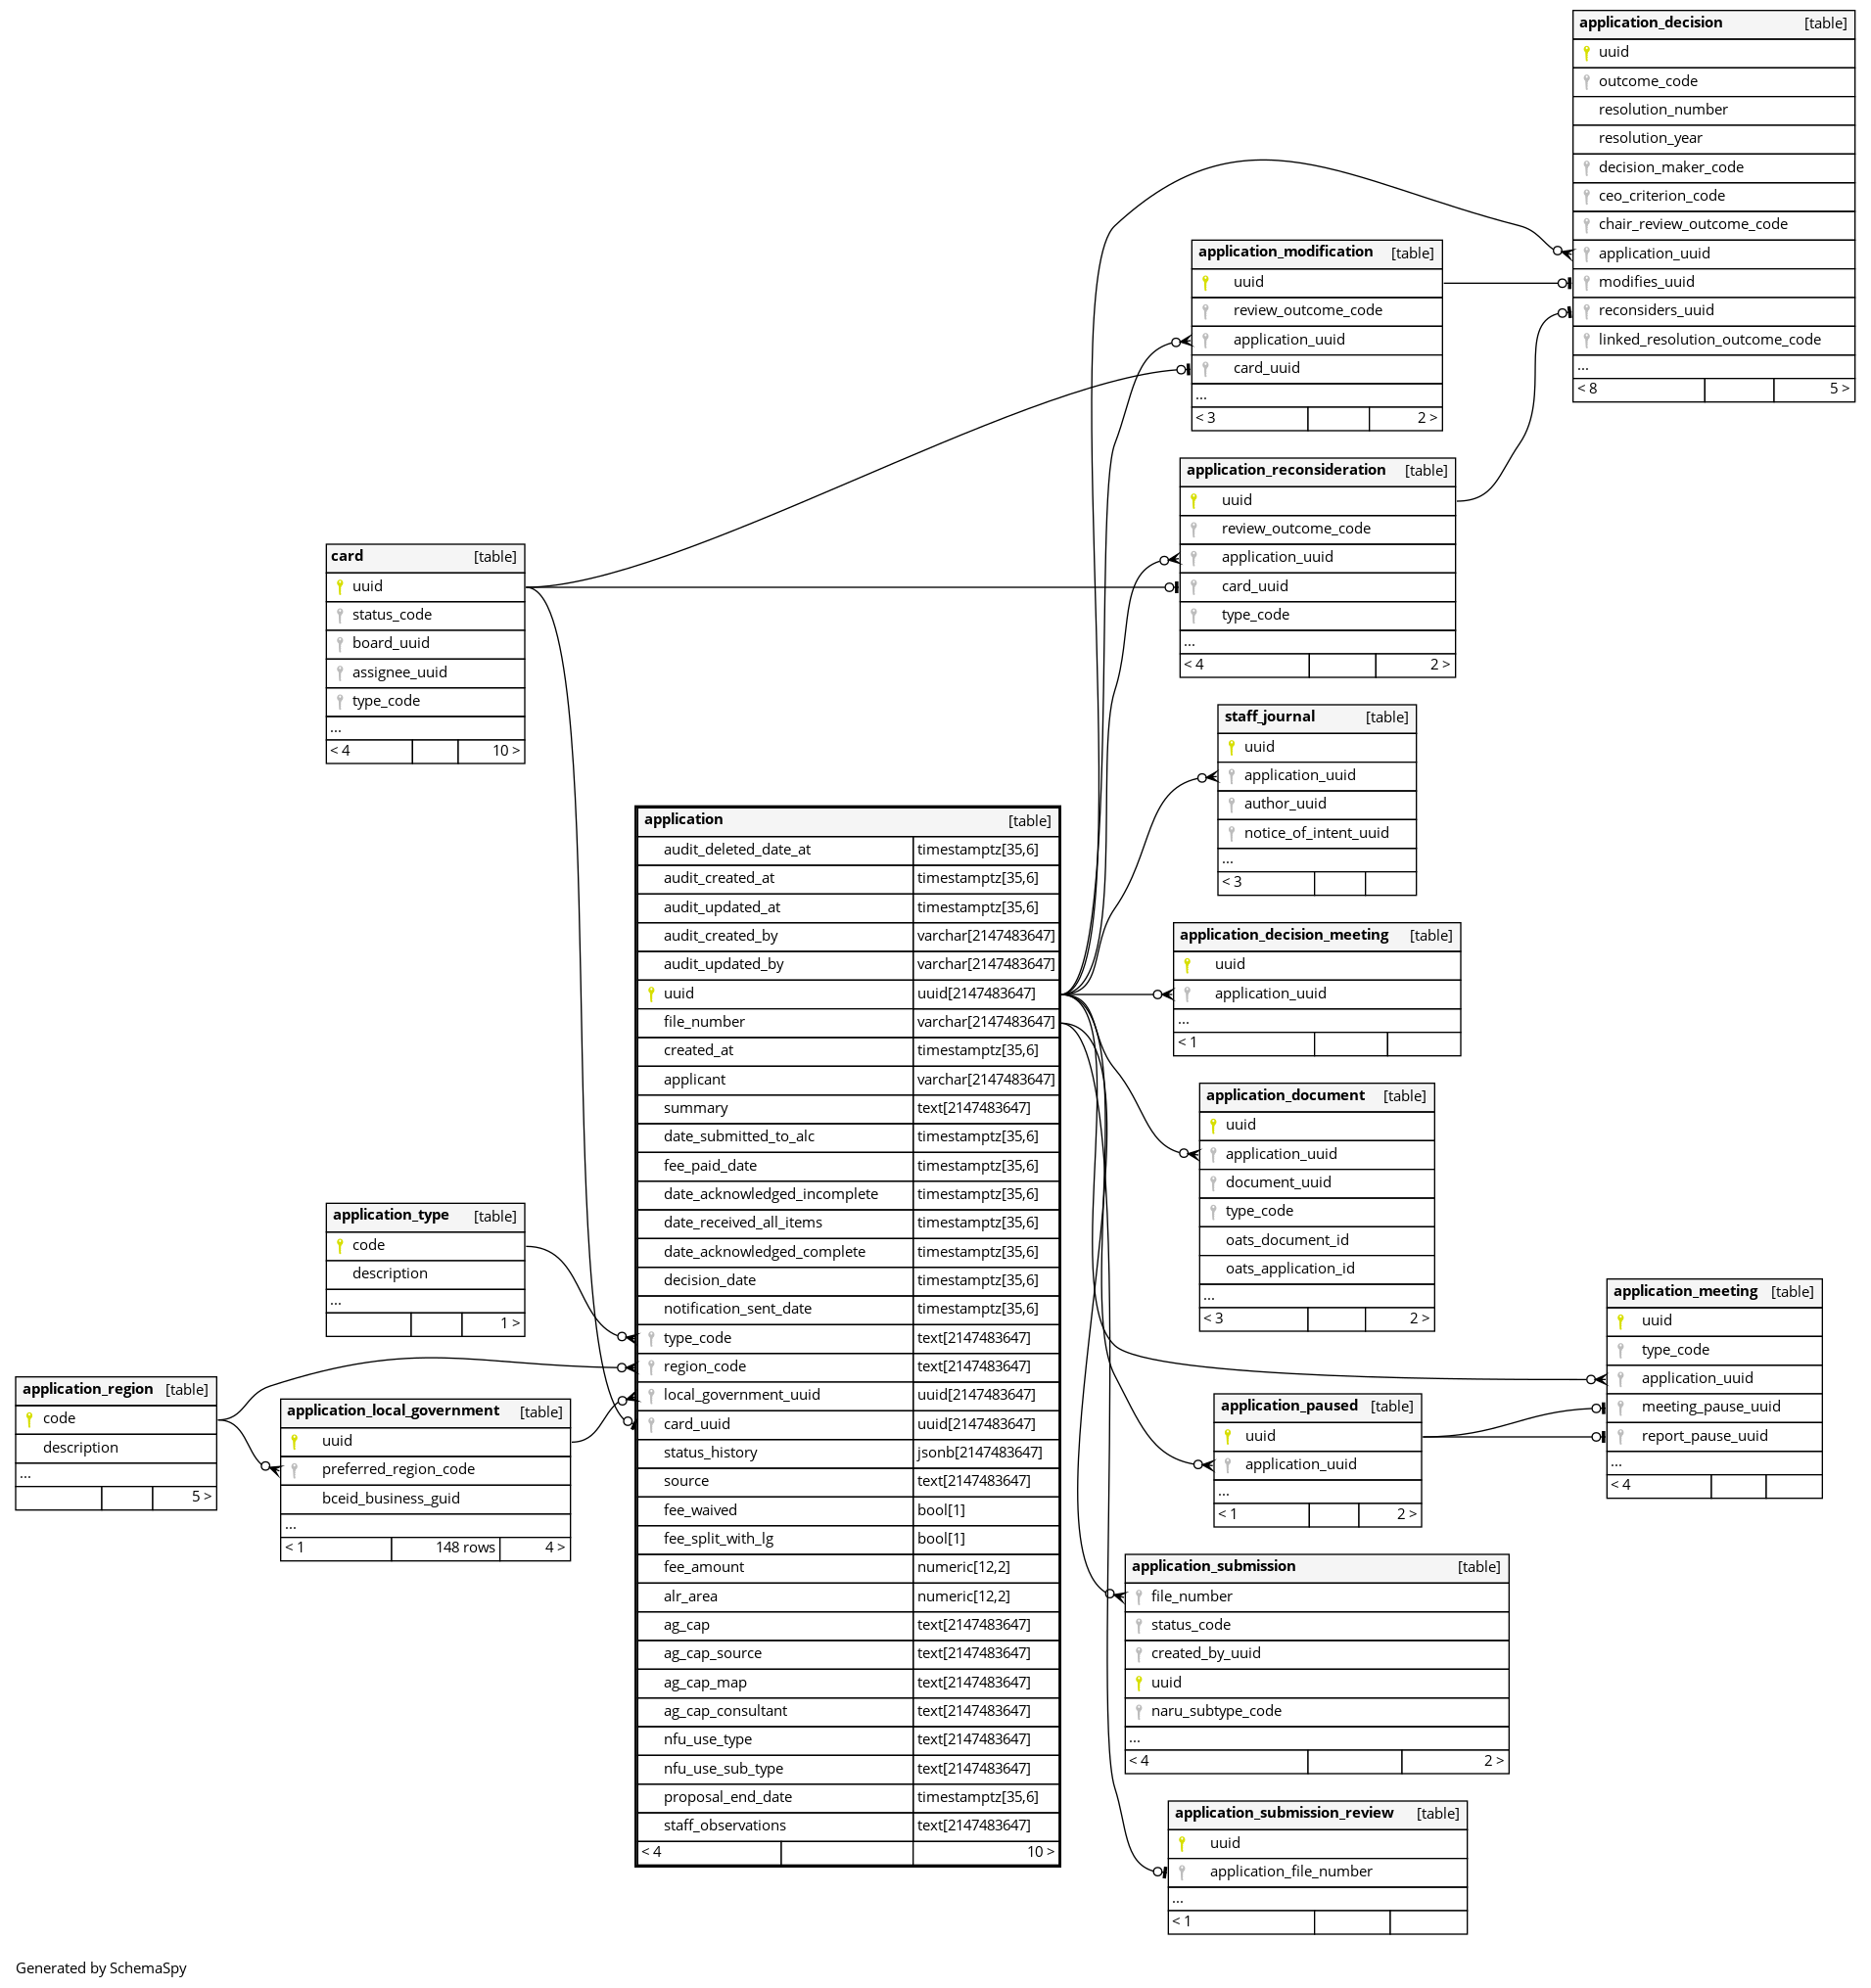 application_decision [table]
uuid
outcome_code
resolution_number
resolution_year
decision_maker_code
ceo_criterion_code
chair_review_outcome_code
application_uuid
modifies_uuid
reconsiders_uuid
linked_resolution_outcome_code
...
< 8 5 >
application_modification [table]
uuid
review_outcome_code
application_uuid
card_uuid
...
< 3 2 >
application_reconsideration [table]
uuid
review_outcome_code
application_uuid
card_uuid
type_code
...
< 4 2 >
card [table]
uuid
status_code
board_uuid
assignee_uuid
type_code
...
< 4 10 >
staff_journal [table]
uuid
application_uuid
author_uuid
notice_of_intent_uuid
...
< 3
application [table]
audit_deleted_date_at timestamptz[35,6]
audit_created_at timestamptz[35,6]
audit_updated_at timestamptz[35,6]
audit_created_by varchar[2147483647]
audit_updated_by varchar[2147483647]
uuid uuid[2147483647]
file_number varchar[2147483647]
created_at timestamptz[35,6]
applicant varchar[2147483647]
summary text[2147483647]
date_submitted_to_alc timestamptz[35,6]
fee_paid_date timestamptz[35,6]
date_acknowledged_incomplete timestamptz[35,6]
date_received_all_items timestamptz[35,6]
date_acknowledged_complete timestamptz[35,6]
decision_date timestamptz[35,6]
notification_sent_date timestamptz[35,6]
type_code text[2147483647]
region_code text[2147483647]
local_government_uuid uuid[2147483647]
card_uuid uuid[2147483647]
status_history jsonb[2147483647]
source text[2147483647]
fee_waived bool[1]
fee_split_with_lg bool[1]
fee_amount numeric[12,2]
alr_area numeric[12,2]
ag_cap text[2147483647]
ag_cap_source text[2147483647]
ag_cap_map text[2147483647]
ag_cap_consultant text[2147483647]
nfu_use_type text[2147483647]
nfu_use_sub_type text[2147483647]
proposal_end_date timestamptz[35,6]
staff_observations text[2147483647]
< 4 10 >
application_decision_meeting [table]
uuid
application_uuid
...
< 1
application_document [table]
uuid
application_uuid
document_uuid
type_code
oats_document_id
oats_application_id
...
< 3 2 >
application_type [table]
code
description
...
1 >
application_region [table]
code
description
...
5 >
application_local_government [table]
uuid
preferred_region_code
bceid_business_guid
...
< 1 148 rows 4 >
application_meeting [table]
uuid
type_code
application_uuid
meeting_pause_uuid
report_pause_uuid
...
< 4
application_paused [table]
uuid
application_uuid
...
< 1 2 >
application_submission [table]
file_number
status_code
created_by_uuid
uuid
naru_subtype_code
...
< 4 2 >
application_submission_review [table]
uuid
application_file_number
...
< 1
Generated by SchemaSpy